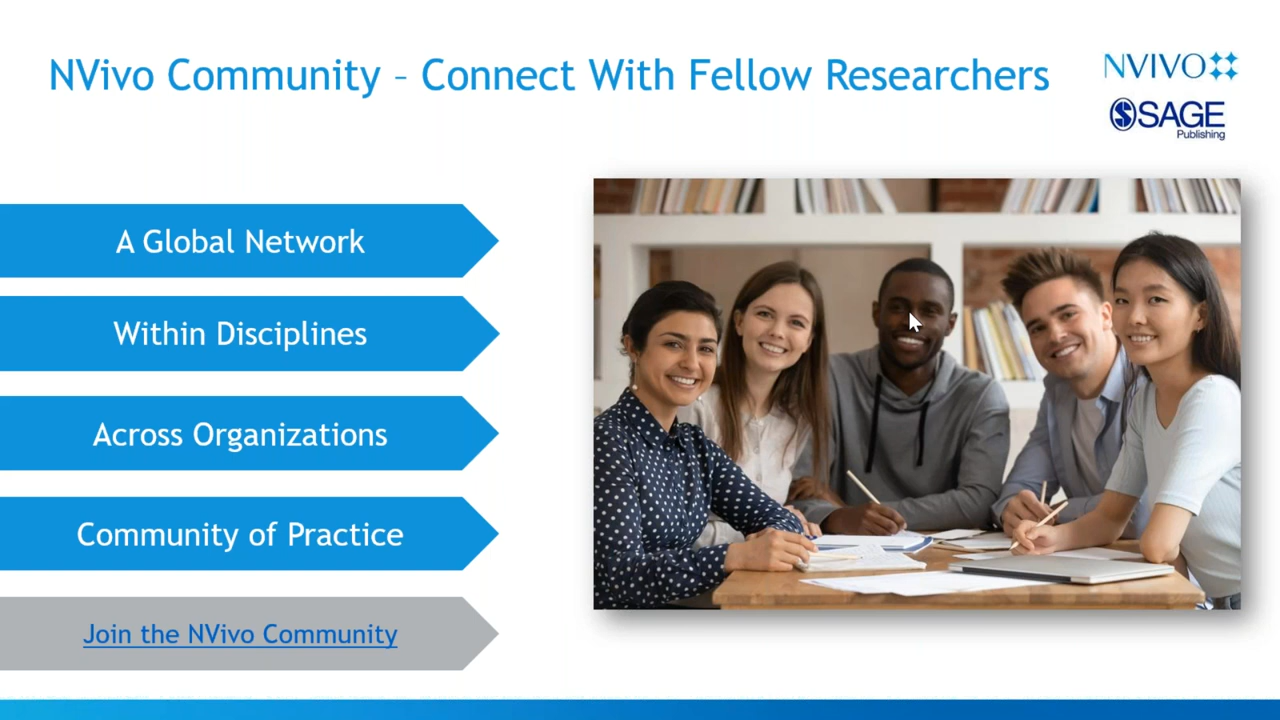 NVivo Community – Connect With Fellow Researchers
NVIVO
SAGE
Publishing
A Global Network
Within Disciplines
Across Organizations
Community of Practice
Join the NVivo Community